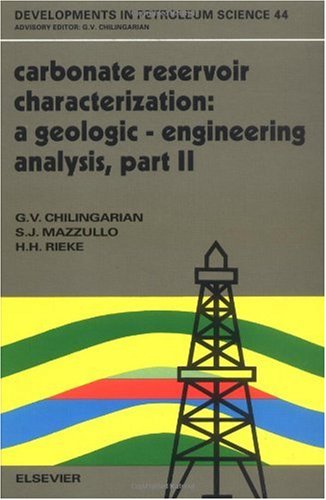 DEVELOPMENTS IN PETROLEUM SCIENCE 44
ADVISORY EDITOR: G.V. CHILINGARIAN
carbonate reservoir
characterization:
a geologic - engineering
analysis, part II
G.V. CHILINGARIAN
S.J. MAZZULLO
H.H. RIEKE
ELSEVIER